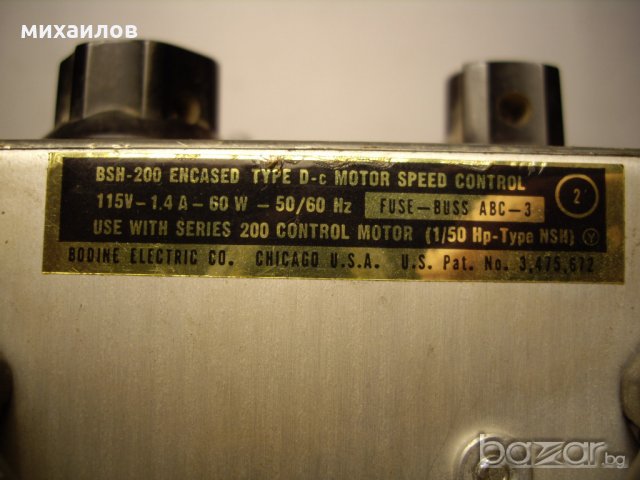 михаилов
BSH-200 ENCASED TYPE D-c MOTOR SPEED CONTROL
115V-1.4 A-60 W-50/60 Hz FUSE-BUSS ABC-3 2
USE WITH SERIES 200 CONTROL MOTOR (1/50 Hp-Type NSH) Y
BODINE ELECTRIC CO. CHICAGO U.S.A. U.S. Pat. No. 3,475,672
bazar.bg